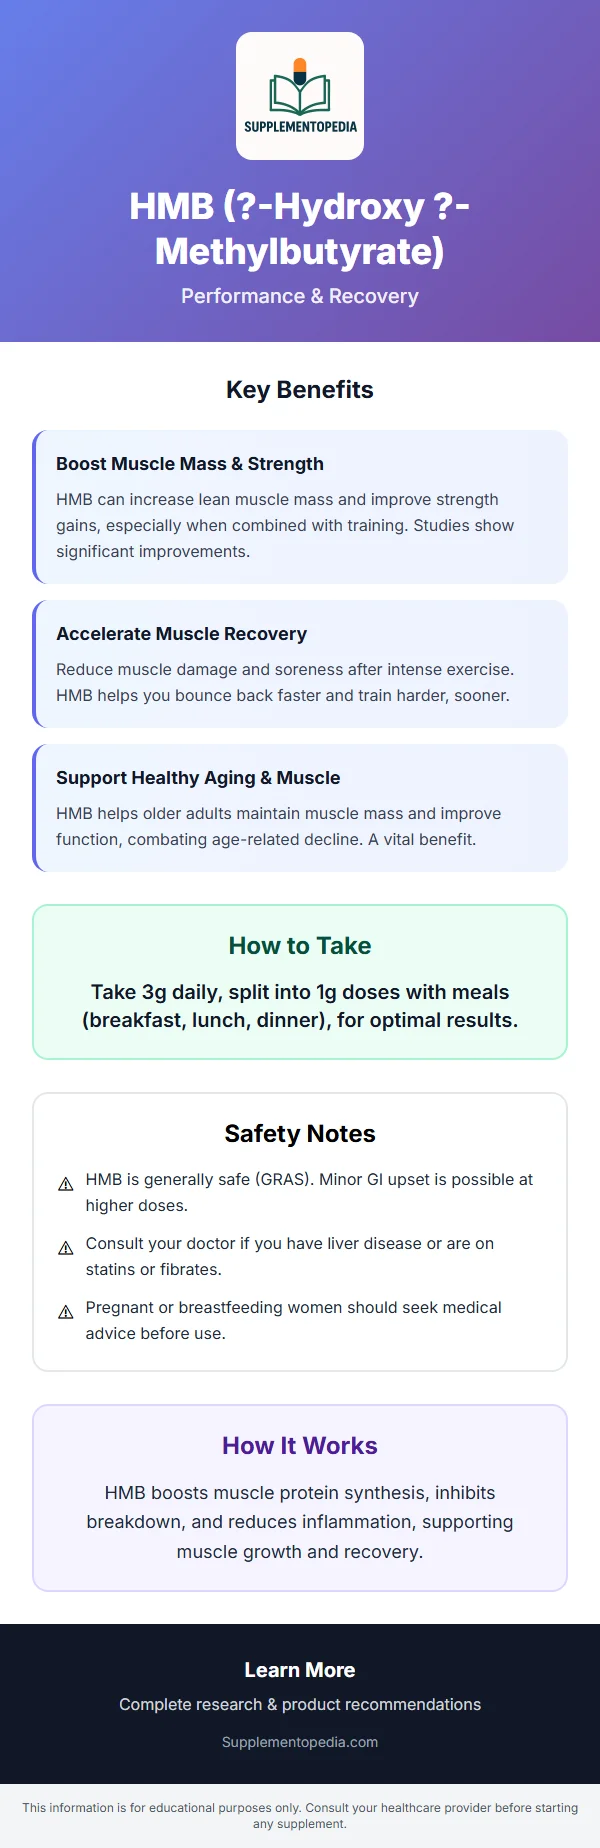 SUPPLEMENTOPEDIA
HMB (?-Hydroxy ?-
Methylbutyrate)
Performance & Recovery
Key Benefits
Boost Muscle Mass & Strength
HMB can increase lean muscle mass and improve strength
gains, especially when combined with training. Studies show
significant improvements.
Accelerate Muscle Recovery
Reduce muscle damage and soreness after intense exercise.
HMB helps you bounce back faster and train harder, sooner.
Support Healthy Aging & Muscle
HMB helps older adults maintain muscle mass and improve
function, combating age-related decline. A vital benefit.
How to Take
Take 3g daily, split into 1g doses with meals
(breakfast, lunch, dinner), for optimal results.
Safety Notes
⚠ HMB is generally safe (GRAS). Minor GI upset is possible at
higher doses.
⚠ Consult your doctor if you have liver disease or are on
statins or fibrates.
⚠ Pregnant or breastfeeding women should seek medical
advice before use.
How It Works
HMB boosts muscle protein synthesis, inhibits
breakdown, and reduces inflammation, supporting
muscle growth and recovery.
Learn More
Complete research & product recommendations
Supplementopedia.com
This information is for educational purposes only. Consult your healthcare provider before starting
any supplement.